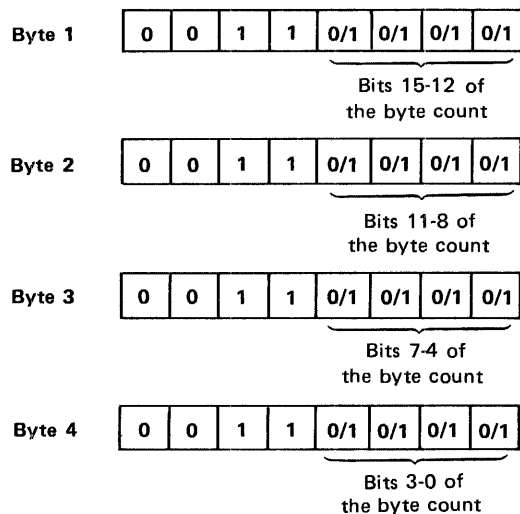 Byte 1 0 0 1 1 0/1 0/1 0/1 0/1
Bits 15-12 of
the byte count
Byte 2 0 0 1 1 0/1 0/1 0/1 0/1
Bits 11-8 of
the byte count
Byte 3 0 0 1 1 0/1 0/1 0/1 0/1
Bits 7-4 of
the byte count
Byte 4 0 0 1 1 0/1 0/1 0/1 0/1
Bits 3-0 of
the byte count